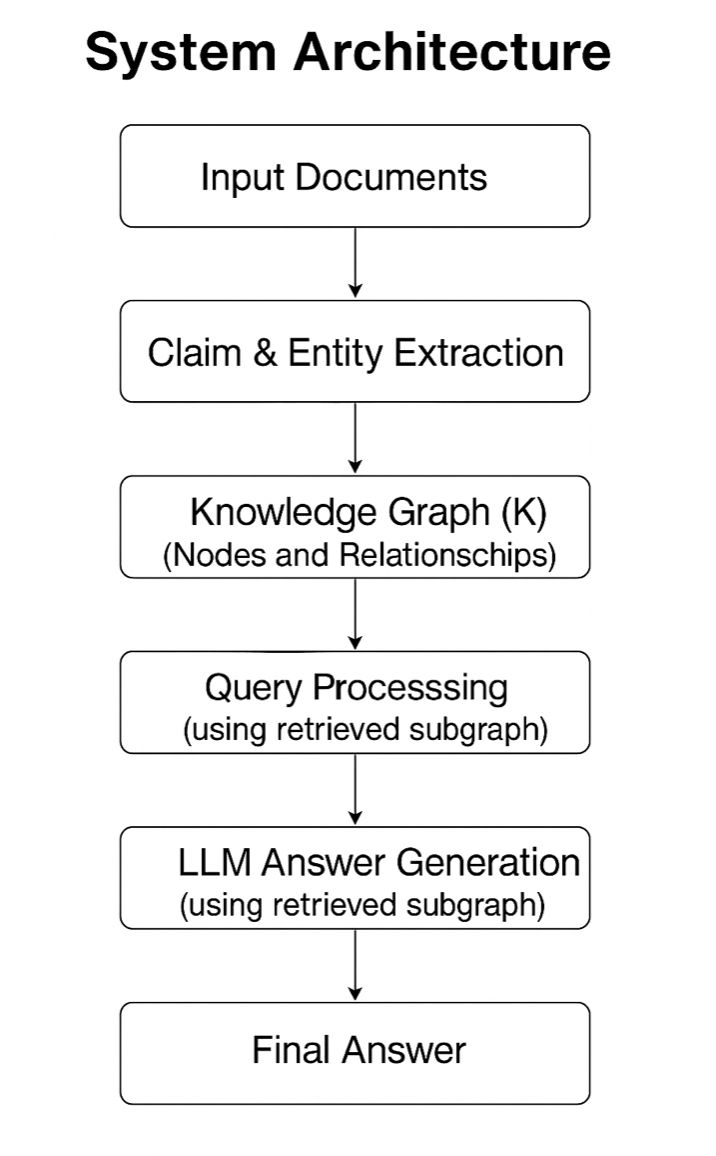 System Architecture
Input Documents
Claim & Entity Extraction
Knowledge Graph (K)
(Nodes and Relationschips)
Query Processsing
(using retrieved subgraph)
LLM Answer Generation
(using retrieved subgraph)
Final Answer